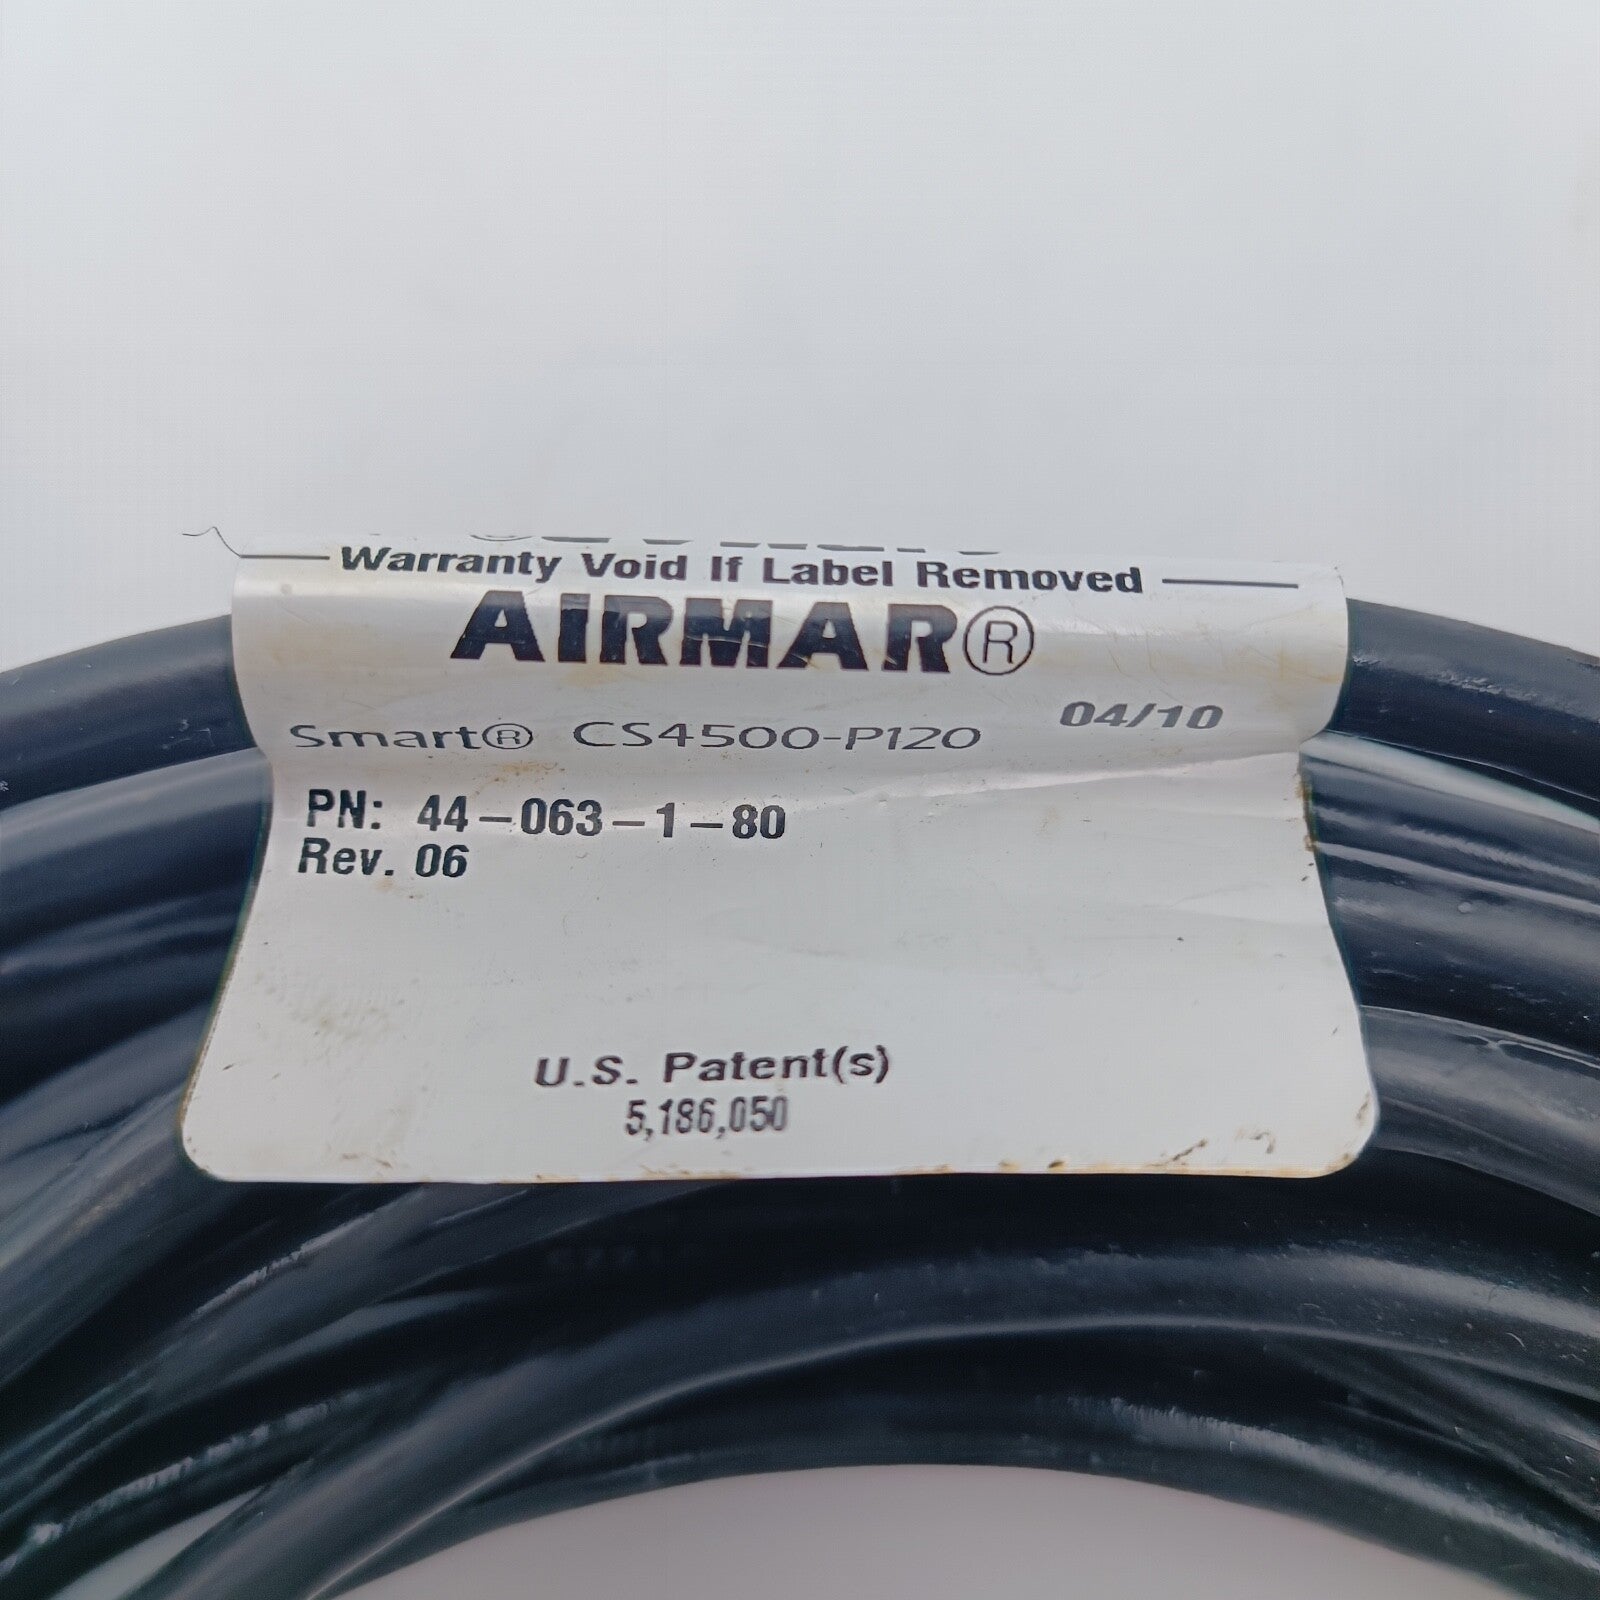 Warranty Void If Label Removed
AIRMAR®
Smart® CS4500-P120 04/10
PN: 44-063-1-80
Rev. 06
U.S. Patent(s)
5,186,050